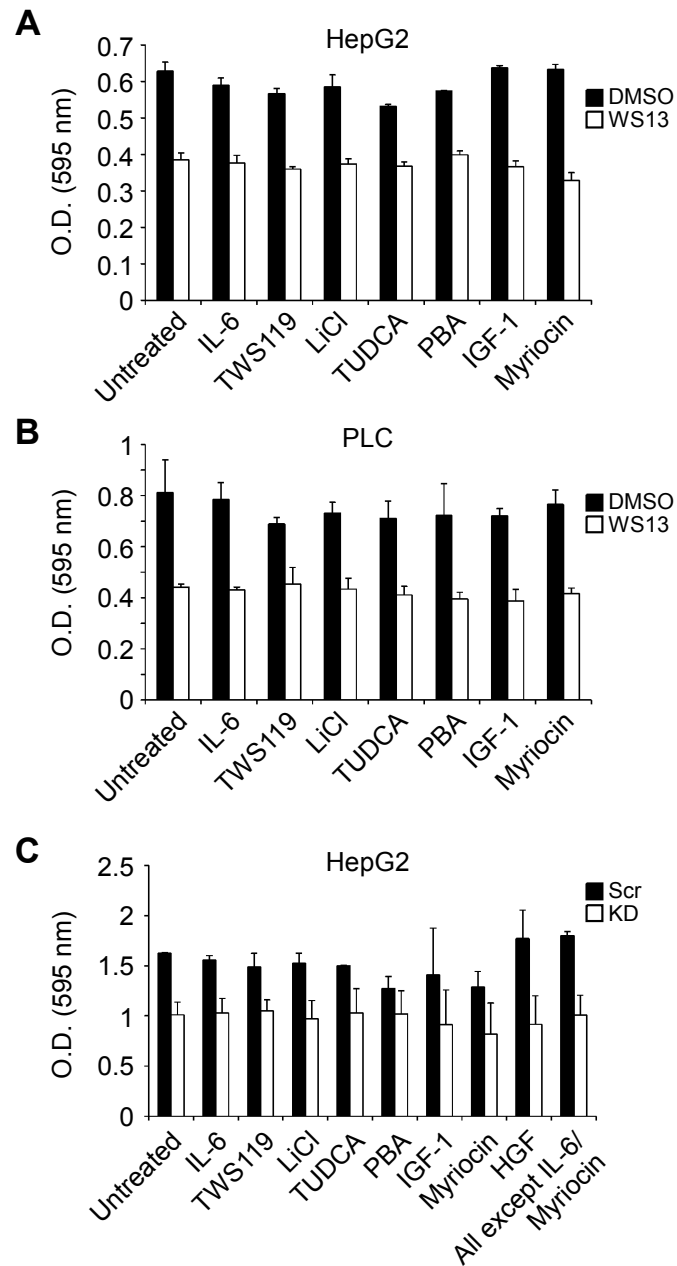 A
HepG2
0.7
0.6
0.5
0.4
0.3
0.2
0.1
0
O.D. (595 nm)
DMSO
WS13
Untreated
IL-6
TWS119
LiCl
TUDCA
PBA
IGF-1
Myriocin
B
PLC
1
0.8
0.6
0.4
0.2
0
O.D. (595 nm)
DMSO
WS13
Untreated
IL-6
TWS119
LiCl
TUDCA
PBA
IGF-1
Myriocin
C
HepG2
2.5
2
1.5
1
0.5
0
O.D. (595 nm)
Scr
KD
Untreated
IL-6
TWS119
LiCl
TUDCA
PBA
IGF-1
Myriocin
HGF
All except IL-6/
Myriocin